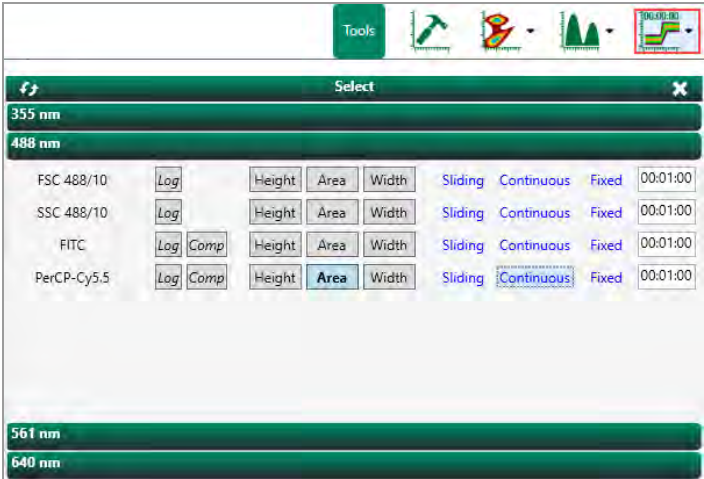 00:00:00
Tools
Select
355 nm
488 nm
FSC 488/10 Log Height Area Width Sliding Continuous Fixed 00:01:00
SSC 488/10 Log Height Area Width Sliding Continuous Fixed 00:01:00
FITC Log Comp Height Area Width Sliding Continuous Fixed 00:01:00
PerCP-Cy5.5 Log Comp Height Area Width Sliding Continuous Fixed 00:01:00
561 nm
640 nm